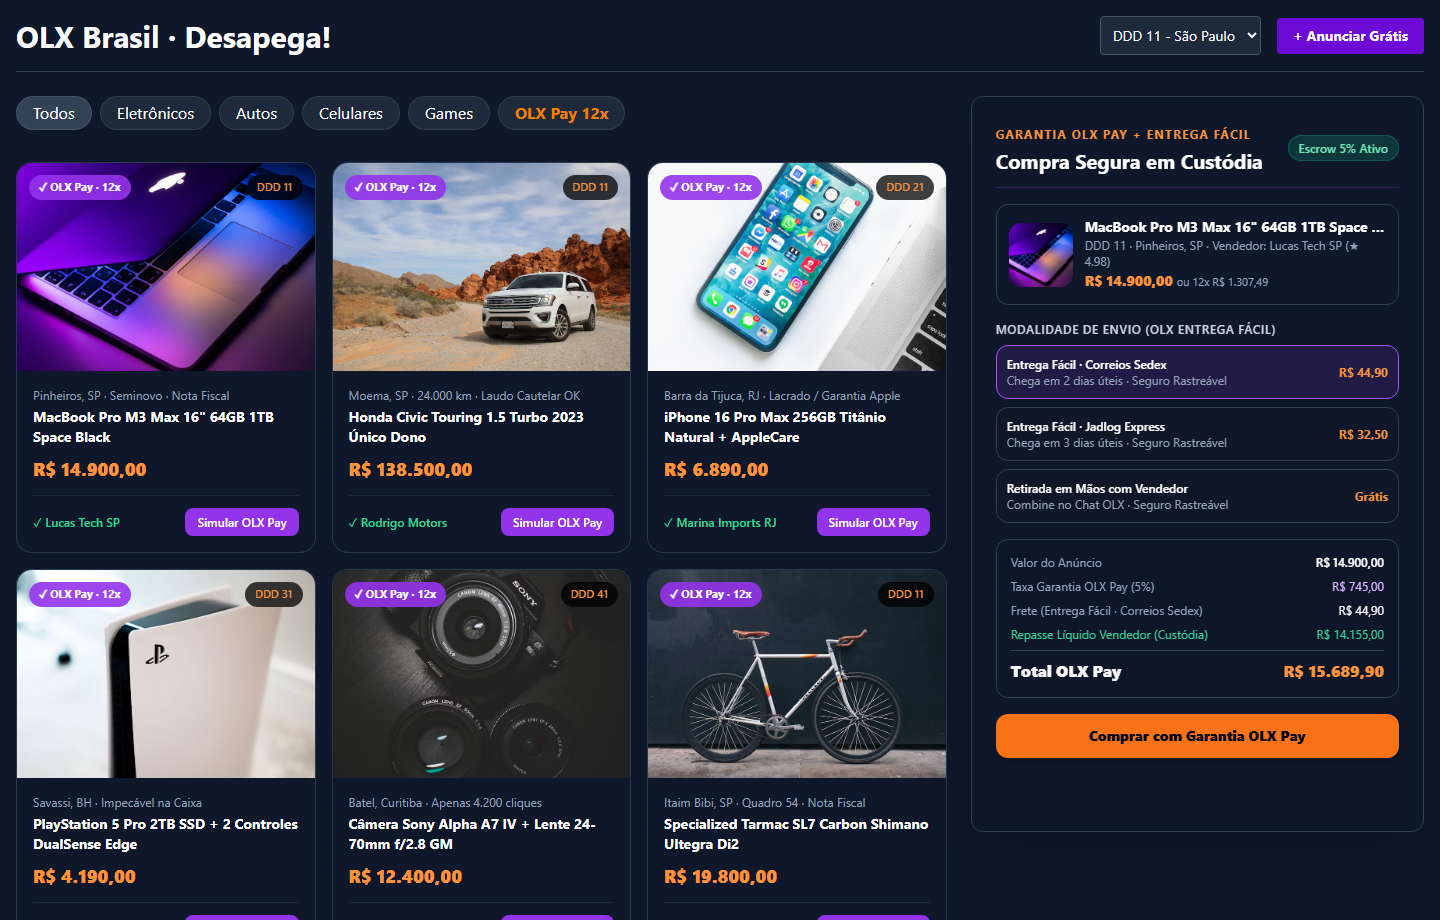 OLX Brasil · Desapega!
DDD 11 - São Paulo
+ Anunciar Grátis
Todos
Eletrônicos
Autos
Celulares
Games
OLX Pay 12x
✓ OLX Pay · 12x
DDD 11
Pinheiros, SP · Seminovo · Nota Fiscal
MacBook Pro M3 Max 16" 64GB 1TB
Space Black
R$ 14.900,00
✓ Lucas Tech SP
Simular OLX Pay
✓ OLX Pay · 12x
DDD 11
Moema, SP · 24.000 km · Laudo Cautelar OK
Honda Civic Touring 1.5 Turbo 2023
Único Dono
R$ 138.500,00
✓ Rodrigo Motors
Simular OLX Pay
✓ OLX Pay · 12x
DDD 21
Barra da Tijuca, RJ · Lacrado / Garantia Apple
iPhone 16 Pro Max 256GB Titânio
Natural + AppleCare
R$ 6.890,00
✓ Marina Imports RJ
Simular OLX Pay
✓ OLX Pay · 12x
DDD 31
Savassi, BH · Impecável na Caixa
PlayStation 5 Pro 2TB SSD + 2 Controles
DualSense Edge
R$ 4.190,00
✓ OLX Pay · 12x
DDD 41
SONY
Batel, Curitiba · Apenas 4.200 cliques
Câmera Sony Alpha A7 IV + Lente 24-
70mm f/2.8 GM
R$ 12.400,00
✓ OLX Pay · 12x
DDD 11
Itaim Bibi, SP · Quadro 54 · Nota Fiscal
Specialized Tarmac SL7 Carbon Shimano
Ultegra Di2
R$ 19.800,00
GARANTIA OLX PAY + ENTREGA FÁCIL
Compra Segura em Custódia
Escrow 5% Ativo
MacBook Pro M3 Max 16" 64GB 1TB Space ...
DDD 11 · Pinheiros, SP · Vendedor: Lucas Tech SP (★
4.98)
R$ 14.900,00 ou 12x R$ 1.307,49
MODALIDADE DE ENVIO (OLX ENTREGA FÁCIL)
Entrega Fácil · Correios Sedex
Chega em 2 dias úteis · Seguro Rastreável
R$ 44,90
Entrega Fácil · Jadlog Express
Chega em 3 dias úteis · Seguro Rastreável
R$ 32,50
Retirada em Mãos com Vendedor
Combine no Chat OLX · Seguro Rastreável
Grátis
Valor do Anúncio R$ 14.900,00
Taxa Garantia OLX Pay (5%) R$ 745,00
Frete (Entrega Fácil · Correios Sedex) R$ 44,90
Repasse Líquido Vendedor (Custódia) R$ 14.155,00
Total OLX Pay R$ 15.689,90
Comprar com Garantia OLX Pay